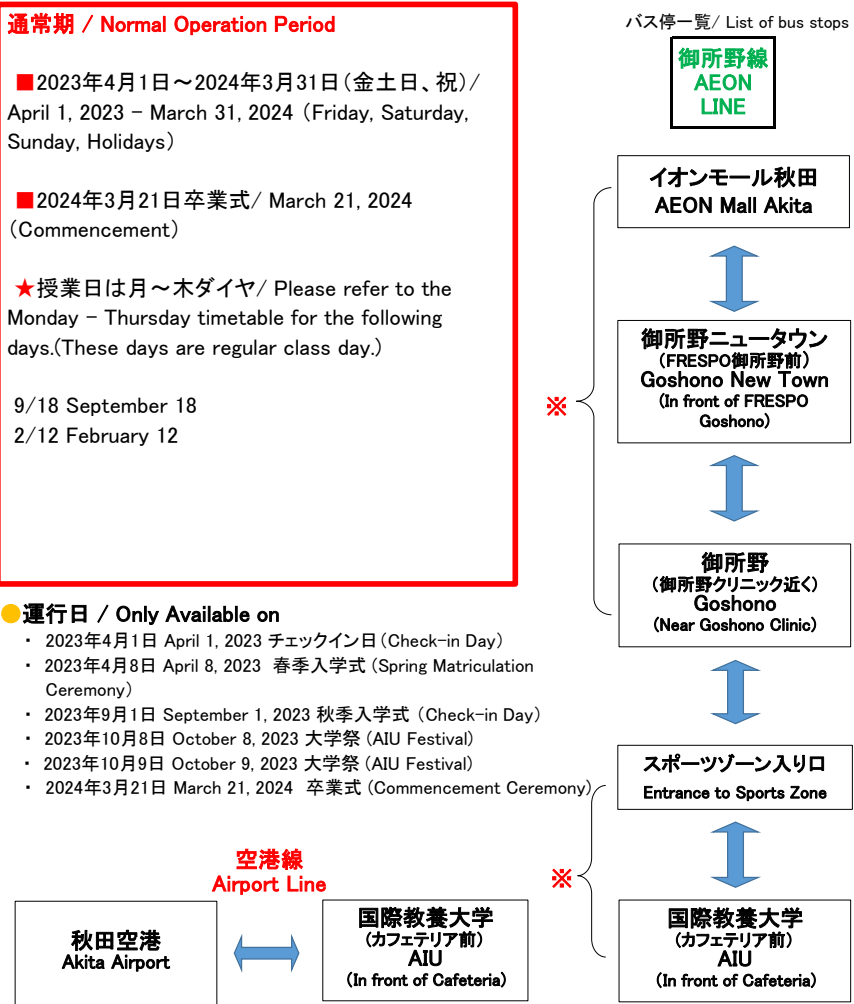 通常期 / Normal Operation Period
■2023年4月1日～2024年3月31日(金土日、祝)/
April 1, 2023 – March 31, 2024 (Friday, Saturday,
Sunday, Holidays)
■2024年3月21日卒業式/ March 21, 2024
(Commencement)
★授業日は月～木ダイヤ/ Please refer to the
Monday – Thursday timetable for the following
days.(These days are regular class day.)
9/18 September 18
2/12 February 12
●運行日 / Only Available on
・ 2023年4月1日 April 1, 2023 チェックイン日(Check-in Day)
・ 2023年4月8日 April 8, 2023 春季入学式 (Spring Matriculation
Ceremony)
・ 2023年9月1日 September 1, 2023 秋季入学式 (Check-in Day)
・ 2023年10月8日 October 8, 2023 大学祭 (AIU Festival)
・ 2023年10月9日 October 9, 2023 大学祭 (AIU Festival)
・ 2024年3月21日 March 21, 2024 卒業式 (Commencement Ceremony)
空港線
Airport Line
秋田空港
Akita Airport
国際教養大学
(カフェテリア前)
AIU
(In front of Cafeteria)
バス停一覧/ List of bus stops
御所野線
AEON
LINE
イオンモール秋田
AEON Mall Akita
御所野ニュータウン
(FRESPO御所野前)
Goshono New Town
(In front of FRESPO
Goshono)
※
御所野
(御所野クリニック近く)
Goshono
(Near Goshono Clinic)
スポーツゾーン入り口
Entrance to Sports Zone
※
国際教養大学
(カフェテリア前)
AIU
(In front of Cafeteria)